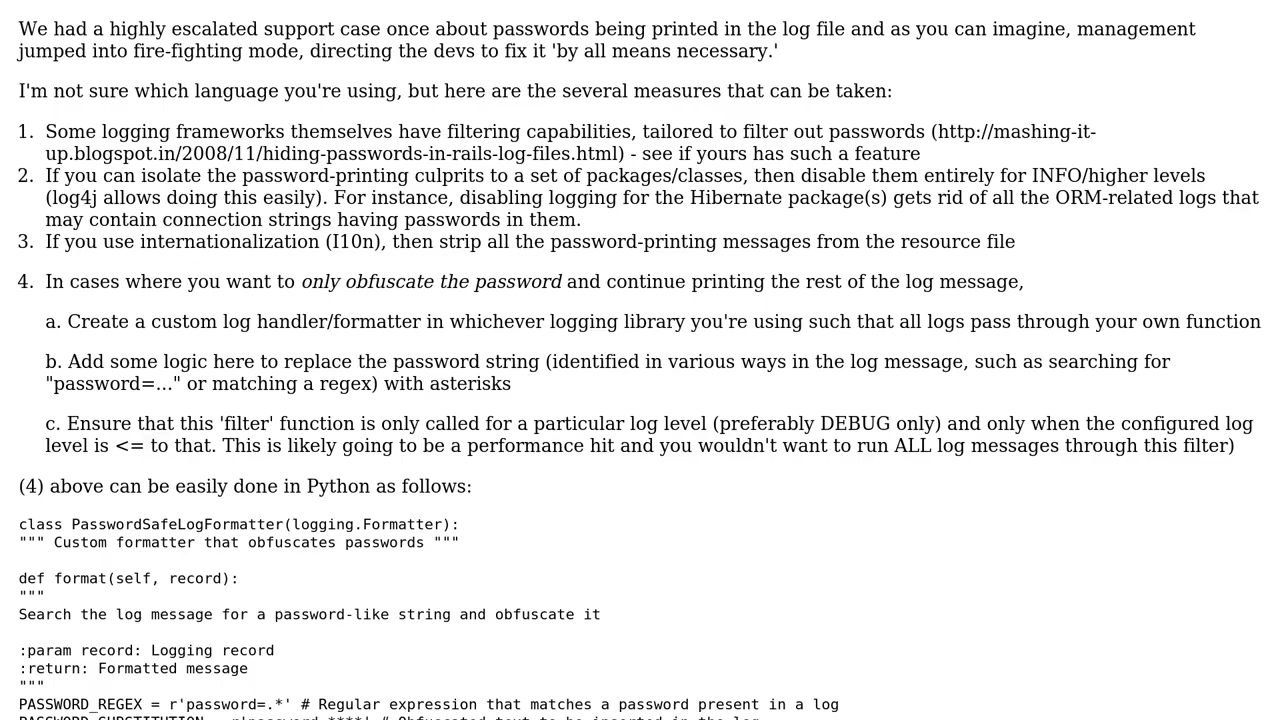 We had a highly escalated support case once about passwords being printed in the log file and as you can imagine, management
jumped into fire-fighting mode, directing the devs to fix it 'by all means necessary.'
I'm not sure which language you're using, but here are the several measures that can be taken:
1. Some logging frameworks themselves have filtering capabilities, tailored to filter out passwords (http://mashing-it-
up.blogspot.in/2008/11/hiding-passwords-in-rails-log-files.html) - see if yours has such a feature
2. If you can isolate the password-printing culprits to a set of packages/classes, then disable them entirely for INFO/higher levels
(log4j allows doing this easily). For instance, disabling logging for the Hibernate package(s) gets rid of all the ORM-related logs that
may contain connection strings having passwords in them.
3. If you use internationalization (I10n), then strip all the password-printing messages from the resource file
4. In cases where you want to only obfuscate the password and continue printing the rest of the log message,
a. Create a custom log handler/formatter in whichever logging library you're using such that all logs pass through your own function
b. Add some logic here to replace the password string (identified in various ways in the log message, such as searching for
"password=..." or matching a regex) with asterisks
c. Ensure that this 'filter' function is only called for a particular log level (preferably DEBUG only) and only when the configured log
level is <= to that. This is likely going to be a performance hit and you wouldn't want to run ALL log messages through this filter)
(4) above can be easily done in Python as follows:
class PasswordSafeLogFormatter(logging.Formatter):
""" Custom formatter that obfuscates passwords """
def format(self, record):
"""
Search the log message for a password-like string and obfuscate it
:param record: Logging record
:return: Formatted message
"""
PASSWORD_REGEX = r'password=.*' # Regular expression that matches a password present in a log